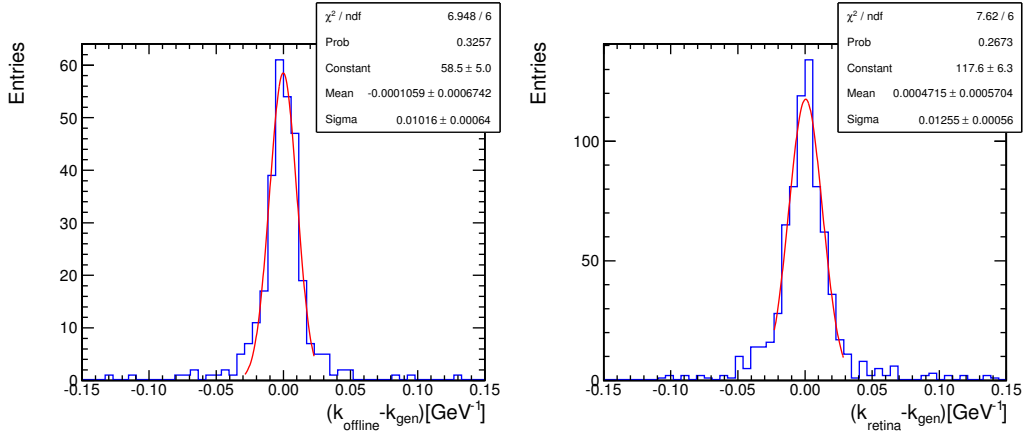 χ² / ndf 6.948 / 6
Prob 0.3257
Constant 58.5 ± 5.0
Mean -0.0001059 ± 0.0006742
Sigma 0.01016 ± 0.00064
Entries
60
50
40
30
20
10
0
-0.15 -0.10 -0.05 0.00 0.05 0.10 0.15
(k_offline -k_gen)[GeV⁻¹]
χ² / ndf 7.62 / 6
Prob 0.2673
Constant 117.6 ± 6.3
Mean 0.0004715 ± 0.0005704
Sigma 0.01255 ± 0.00056
Entries
100
50
0
-0.15 -0.10 -0.05 0.00 0.05 0.10 0.15
(k_retina -k_gen)[GeV⁻¹]